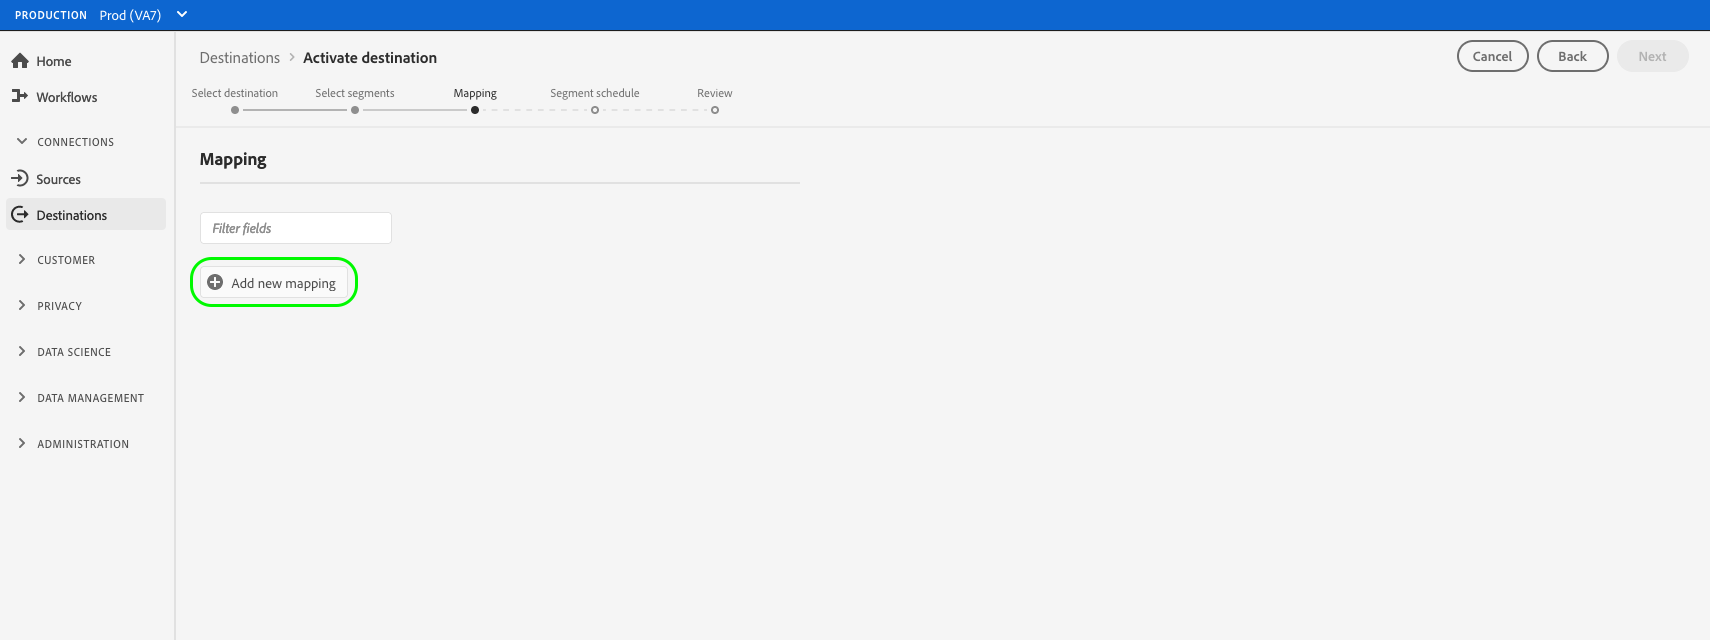 PRODUCTION Prod (VA7)
Home
Workflows
CONNECTIONS
Sources
Destinations
CUSTOMER
PRIVACY
DATA SCIENCE
DATA MANAGEMENT
ADMINISTRATION
Destinations > Activate destination
Cancel Back Next
Select destination Select segments Mapping Segment schedule Review
Mapping
Filter fields
Add new mapping